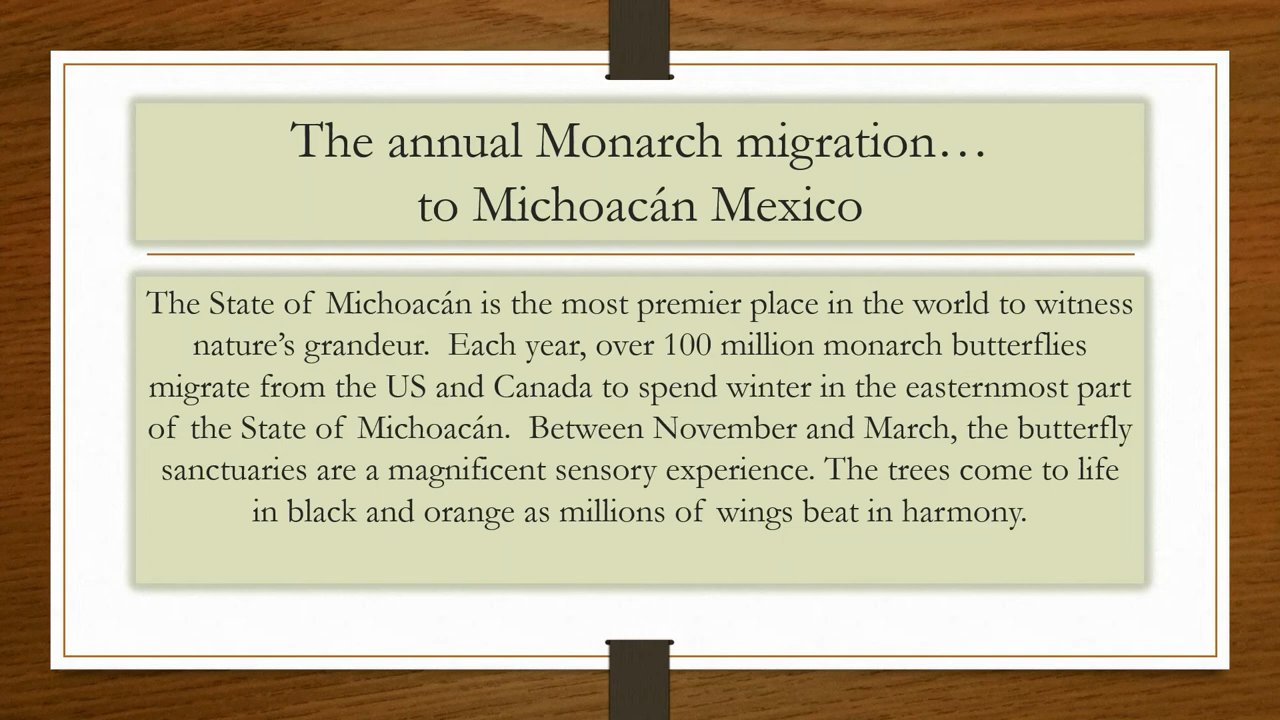 The annual Monarch migration…
to Michoacán Mexico
The State of Michoacán is the most premier place in the world to witness
nature’s grandeur.  Each year, over 100 million monarch butterflies
migrate from the US and Canada to spend winter in the easternmost part
of the State of Michoacán.  Between November and March, the butterfly
sanctuaries are a magnificent sensory experience. The trees come to life
in black and orange as millions of wings beat in harmony.